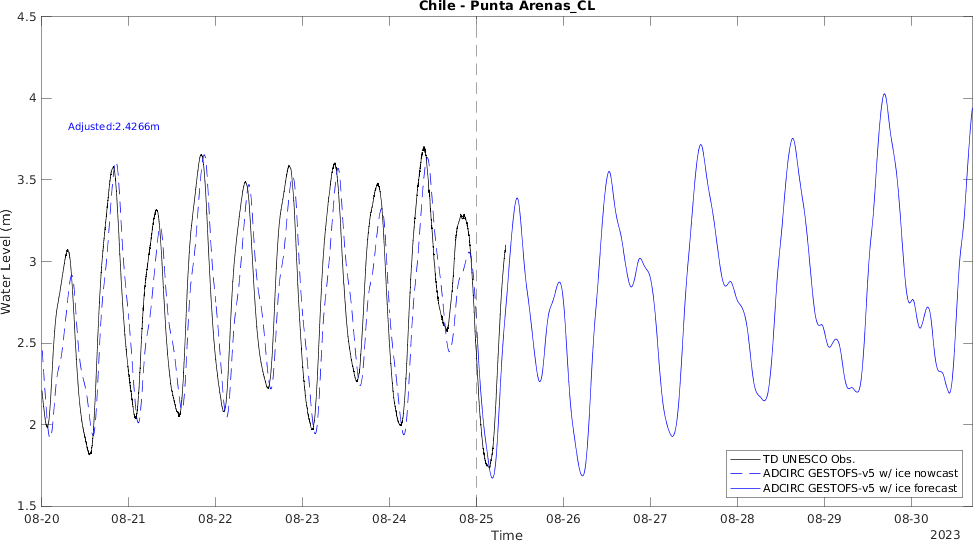 Chile - Punta Arenas_CL
4.5
4
3.5
3
2.5
2
1.5
Water Level (m)
Adjusted:2.4266m
TD UNESCO Obs.
ADCIRC GESTOFS-v5 w/ ice nowcast
ADCIRC GESTOFS-v5 w/ ice forecast
08-20 08-21 08-22 08-23 08-24 08-25 08-26 08-27 08-28 08-29 08-30
Time
2023